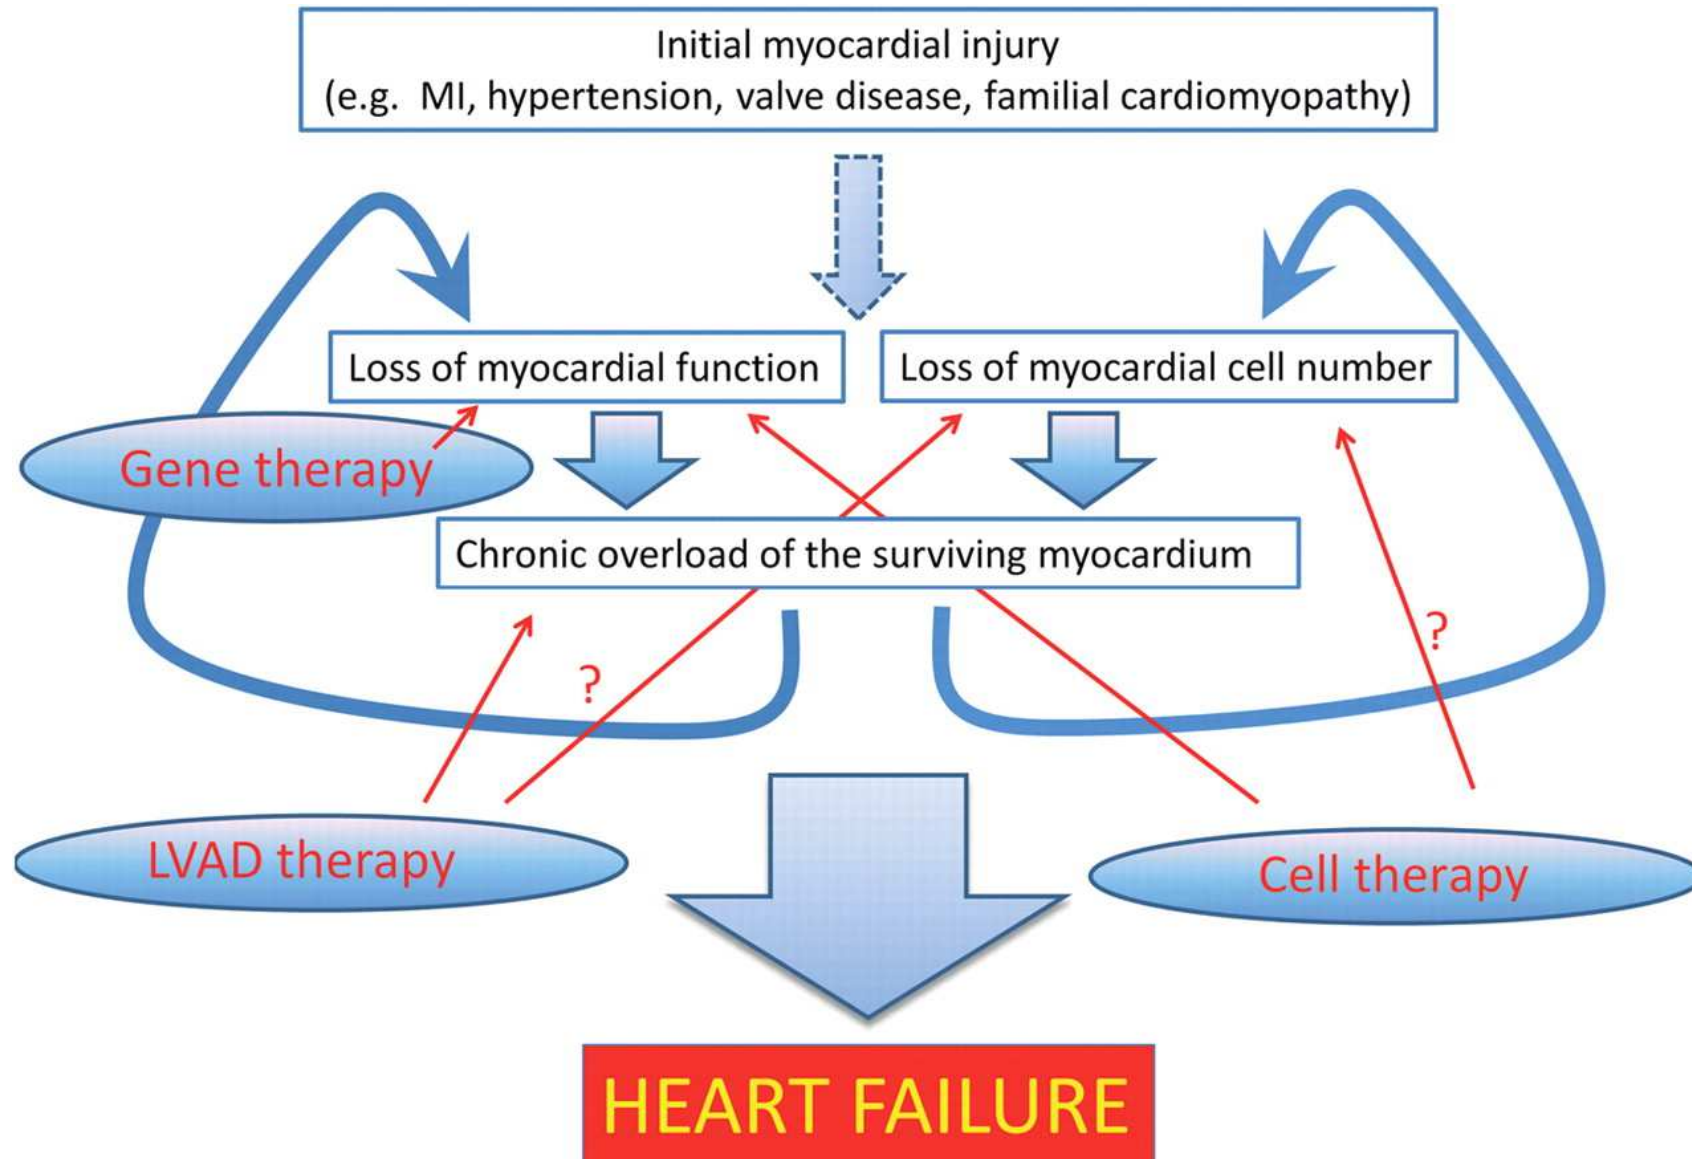 Initial myocardial injury
(e.g.  MI, hypertension, valve disease, familial cardiomyopathy)
Loss of myocardial function
Loss of myocardial cell number
Gene therapy
Chronic overload of the surviving myocardium
?
?
LVAD therapy
Cell therapy
HEART FAILURE